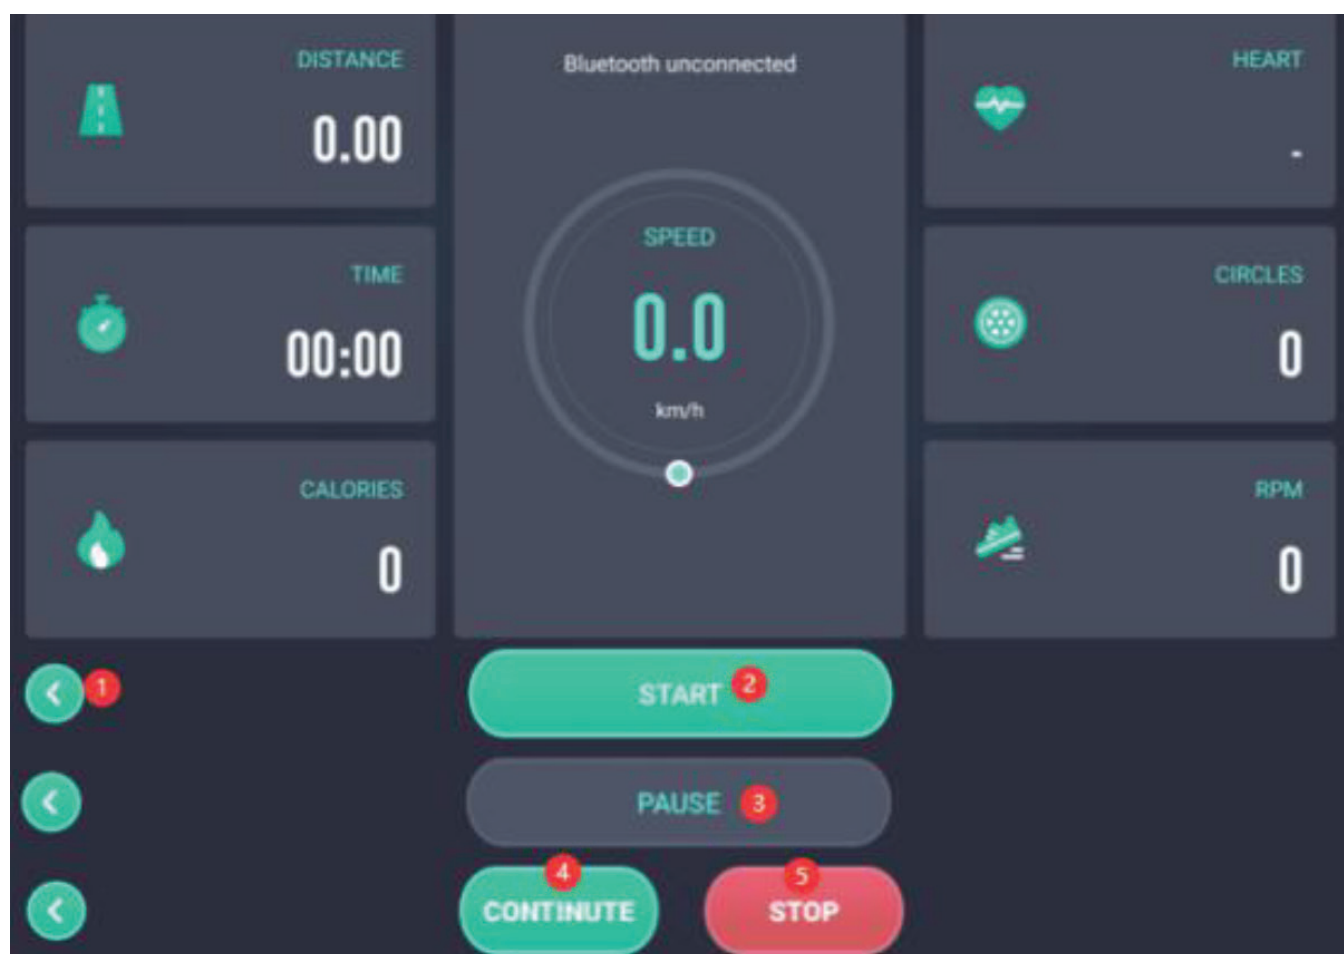 DISTANCE
0.00
TIME
00:00
CALORIES
0
Bluetooth unconnected
SPEED
0.0
km/h
HEART
-
CIRCLES
0
RPM
0
1
START 2
PAUSE 3
4
CONTINUTE
5
STOP